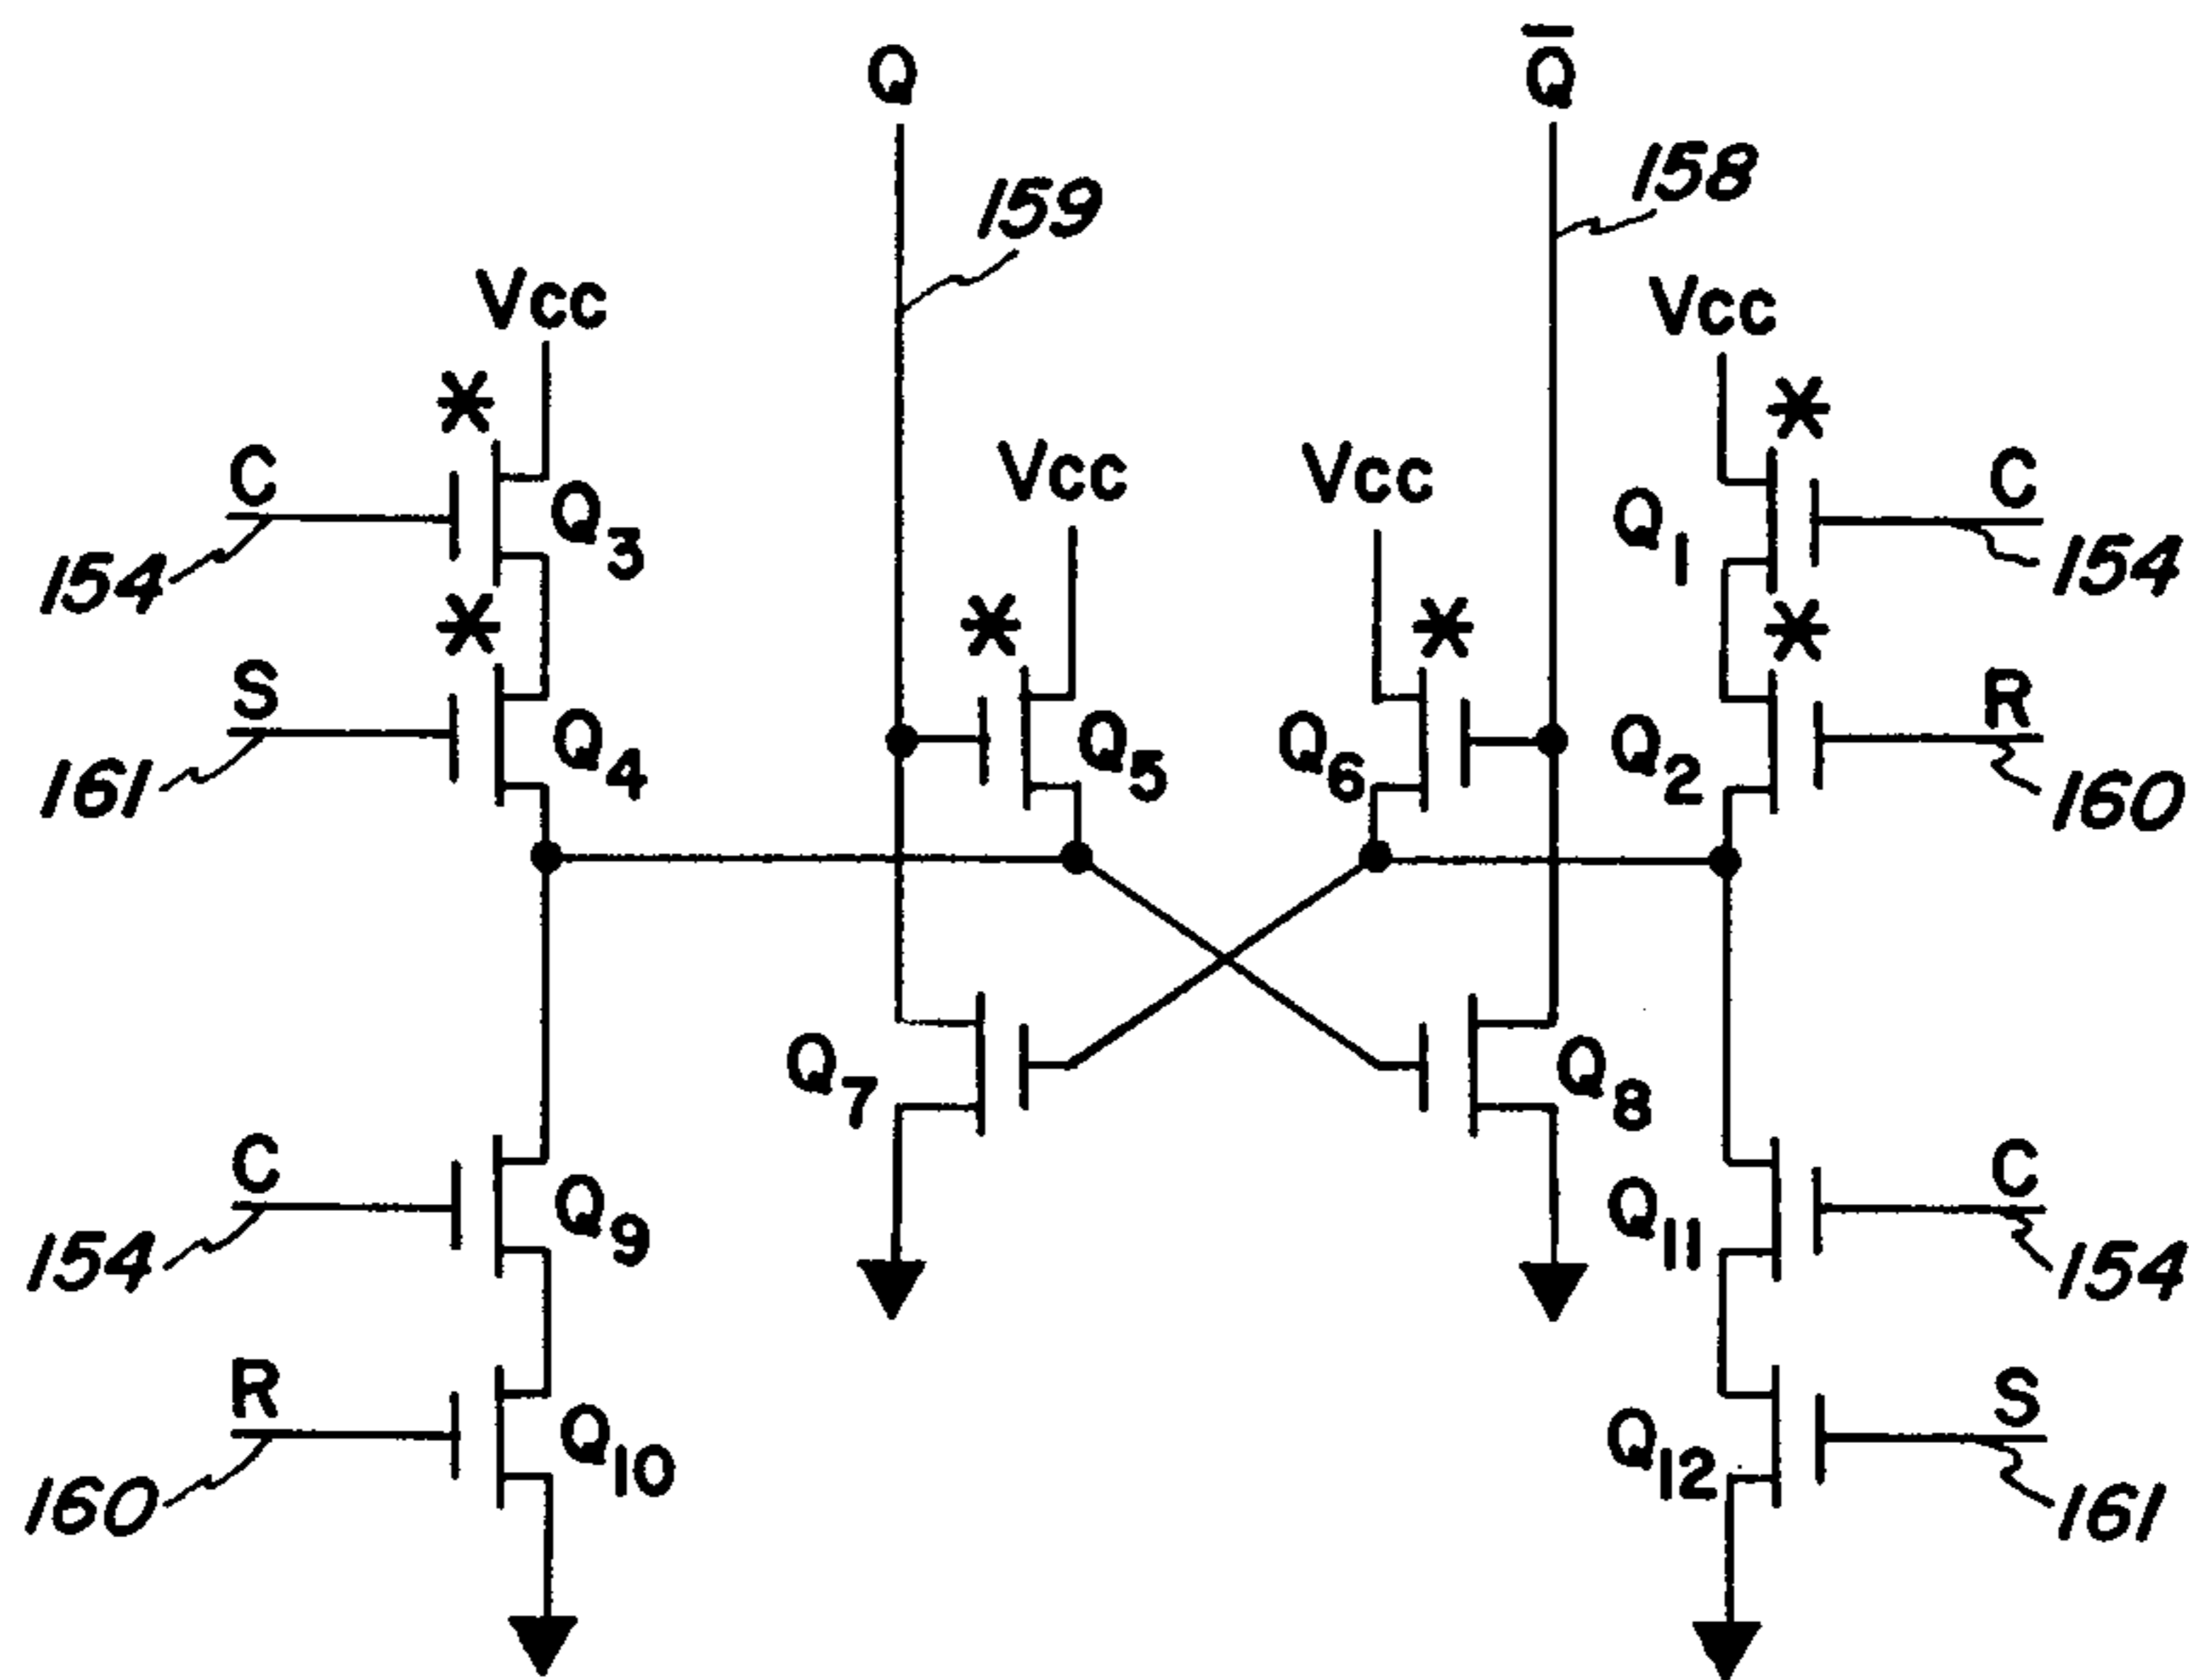 Q Q̅
159 158
Vcc Vcc
* *
C Q3 Vcc Vcc Q1 C
154 154
* * * *
S Q4 Q5 Q6 Q2 R
161 160
Q7 Q8
C Q9 Q11 C
154 154
R Q10 Q12 S
160 161